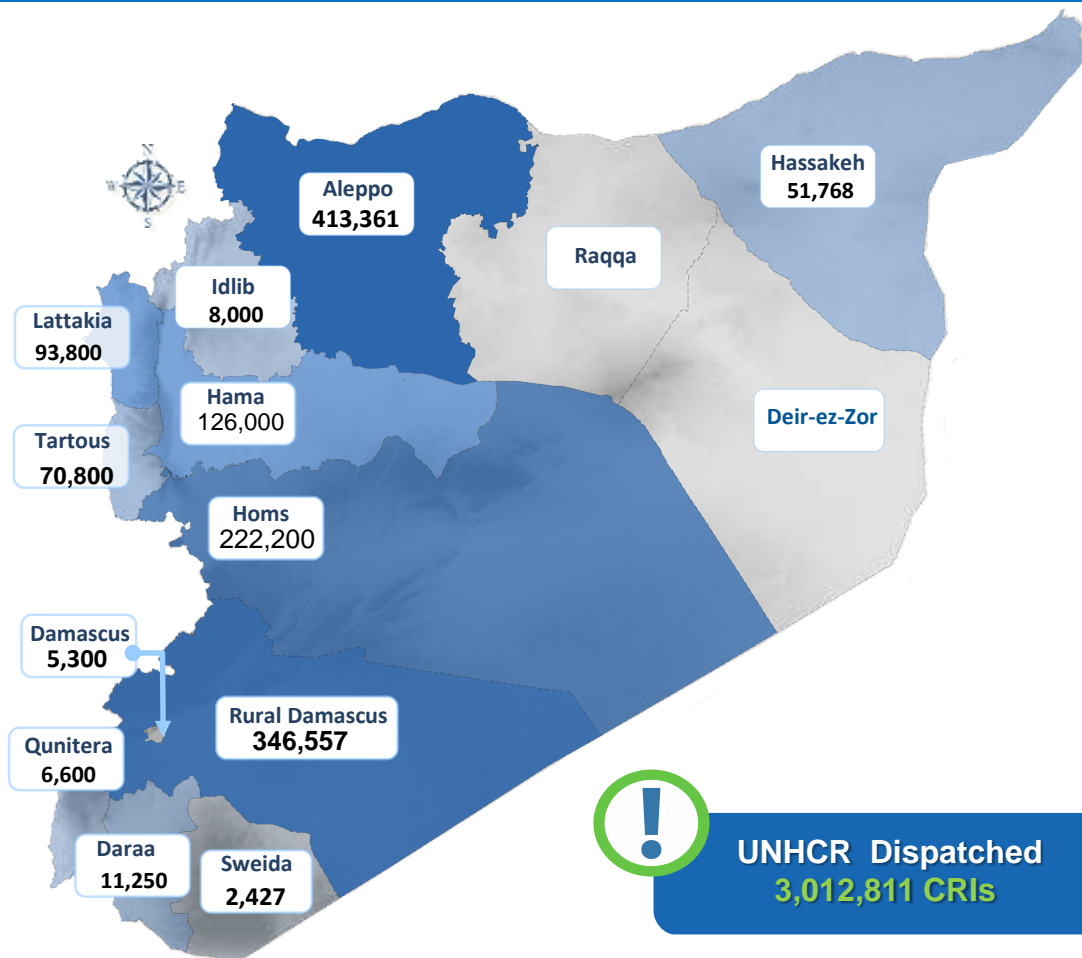 N
W
E
S
Aleppo
413,361
Hassakeh
51,768
Raqqa
Idlib
8,000
Lattakia
93,800
Hama
126,000
Deir-ez-Zor
Tartous
70,800
Homs
222,200
Damascus
5,300
Rural Damascus
346,557
Qunitera
6,600
Daraa
11,250
Sweida
2,427
!
UNHCR Dispatched
3,012,811 CRIs